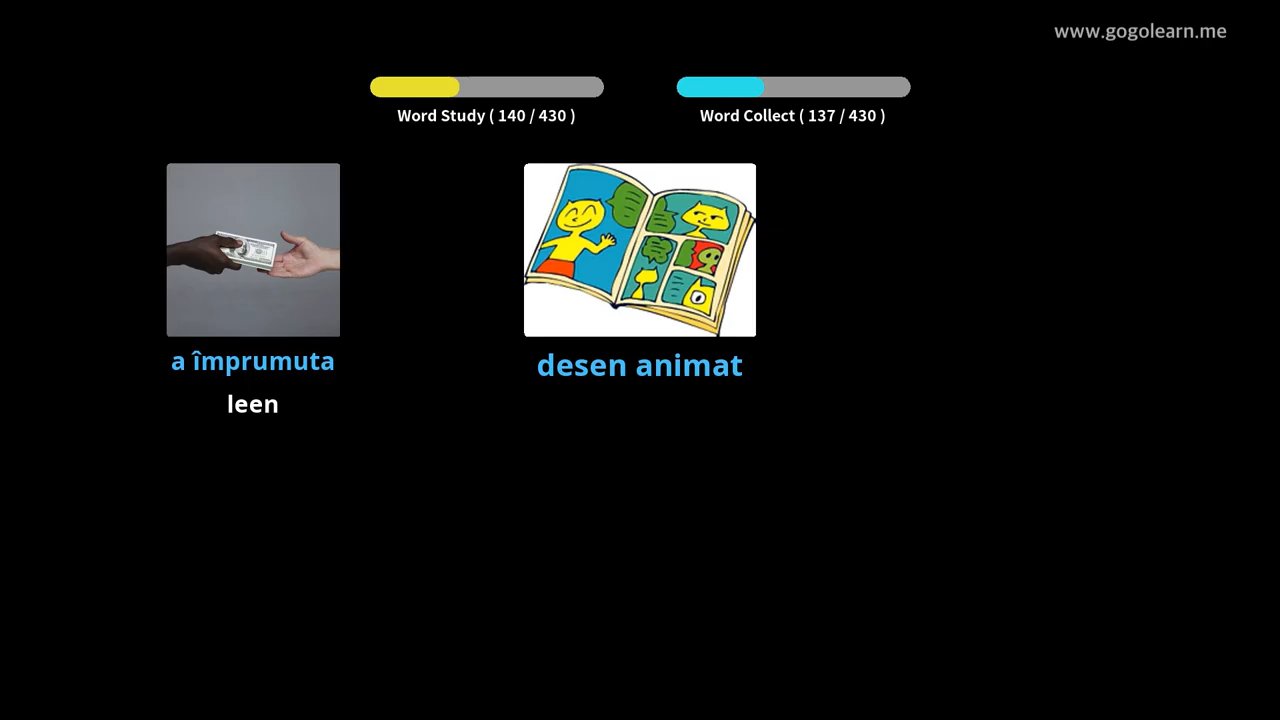 www.gogolearn.me
Word Study ( 140 / 430 )
Word Collect ( 137 / 430 )
a împrumuta
leen
desen animat